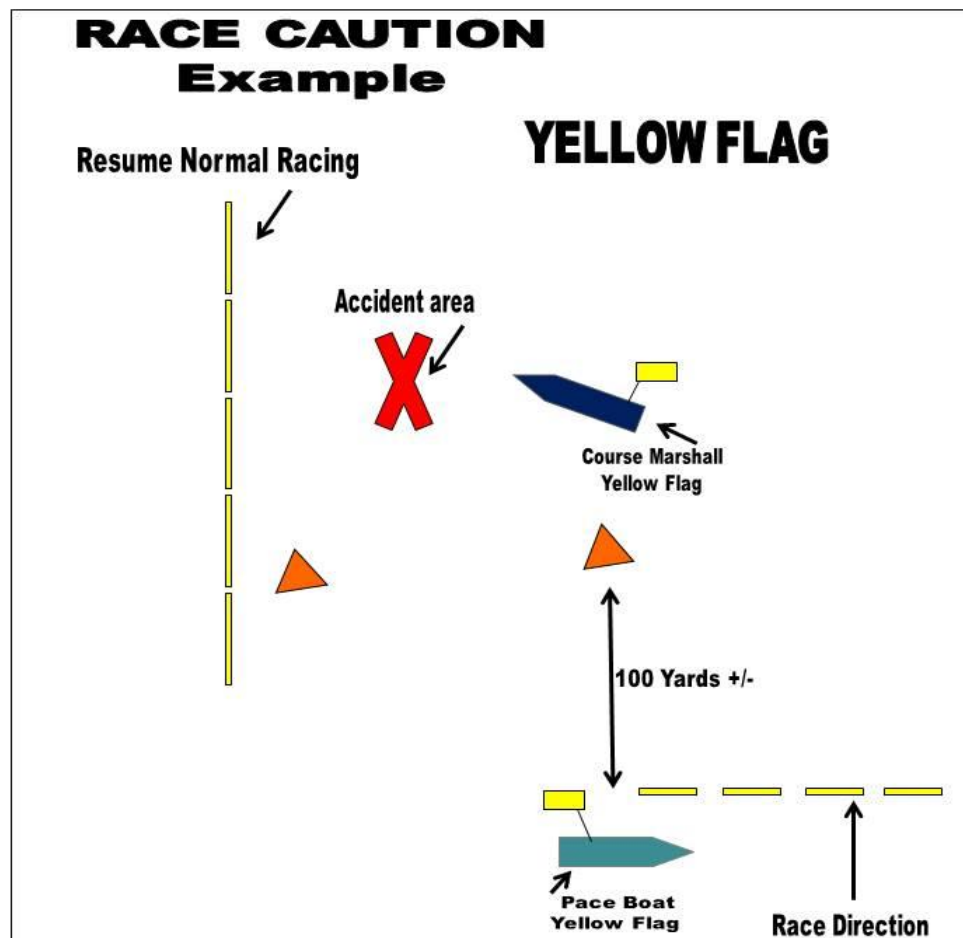 RACE CAUTION
Example
YELLOW FLAG
Resume Normal Racing
Accident area
Course Marshall
Yellow Flag
100 Yards +/-
Pace Boat
Yellow Flag
Race Direction